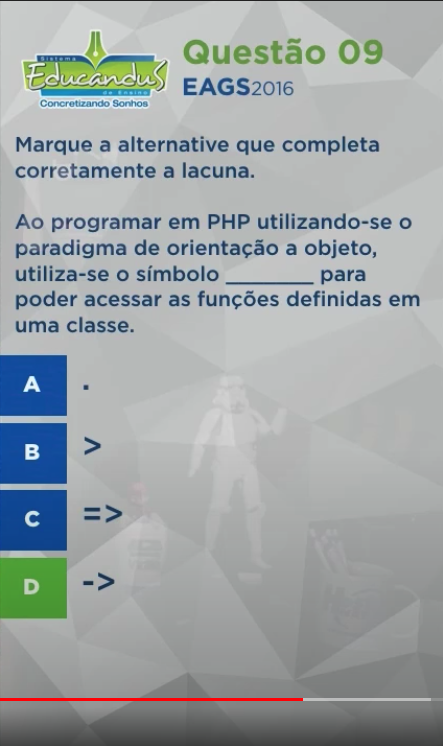 Sistema
Educandus
de Ensino
Concretizando Sonhos
Questão 09
EAGS2016
Marque a alternative que completa
corretamente a lacuna.
Ao programar em PHP utilizando-se o
paradigma de orientação a objeto,
utiliza-se o símbolo _______ para
poder acessar as funções definidas em
uma classe.
A .
B >
C =>
D ->